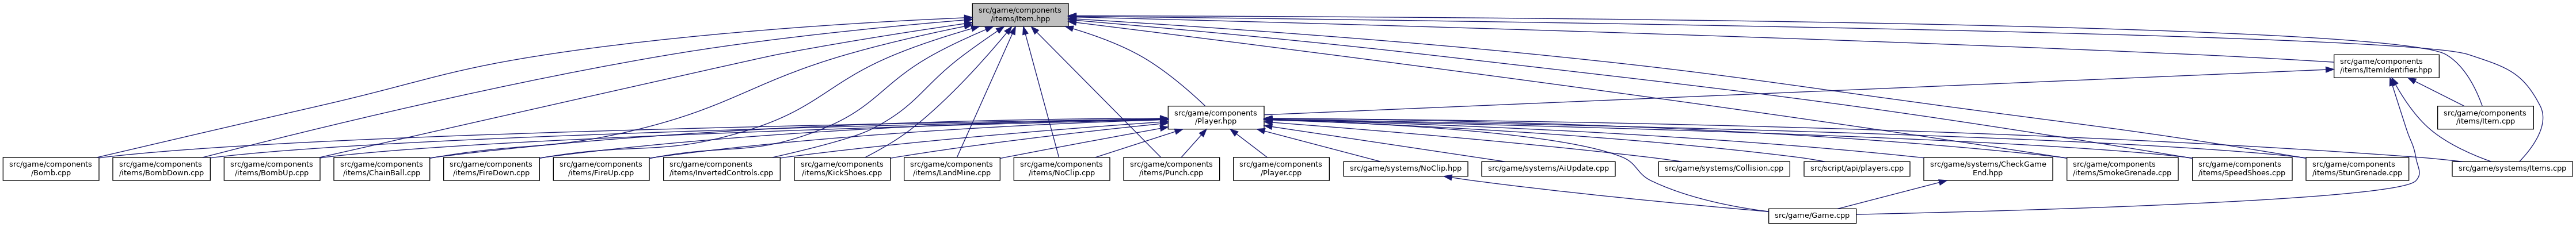 src/game/components
/items/Item.hpp
src/game/components
/items/ItemIdentifier.hpp
src/game/components
/Player.hpp
src/game/components
/items/Item.cpp
src/game/components
/Bomb.cpp
src/game/components
/items/BombDown.cpp
src/game/components
/items/BombUp.cpp
src/game/components
/items/ChainBall.cpp
src/game/components
/items/FireDown.cpp
src/game/components
/items/FireUp.cpp
src/game/components
/items/InvertedControls.cpp
src/game/components
/items/KickShoes.cpp
src/game/components
/items/LandMine.cpp
src/game/components
/items/NoClip.cpp
src/game/components
/items/Punch.cpp
src/game/components
/Player.cpp
src/game/systems/NoClip.hpp
src/game/systems/AiUpdate.cpp
src/game/systems/Collision.cpp
src/script/api/players.cpp
src/game/systems/CheckGame
End.hpp
src/game/components
/items/SmokeGrenade.cpp
src/game/components
/items/SpeedShoes.cpp
src/game/components
/items/StunGrenade.cpp
src/game/systems/Items.cpp
src/game/Game.cpp